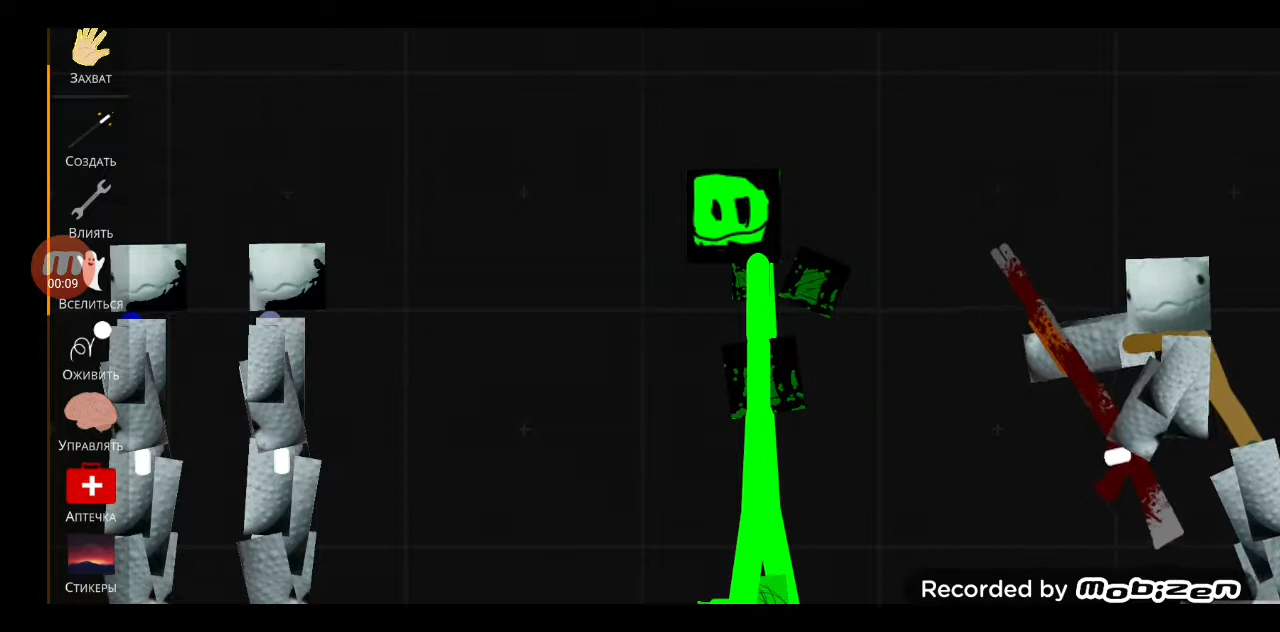 Захват
Создать
Влиять
00:09
Вселиться
Оживить
Управлять
Аптечка
Стикеры
Recorded by mobizen